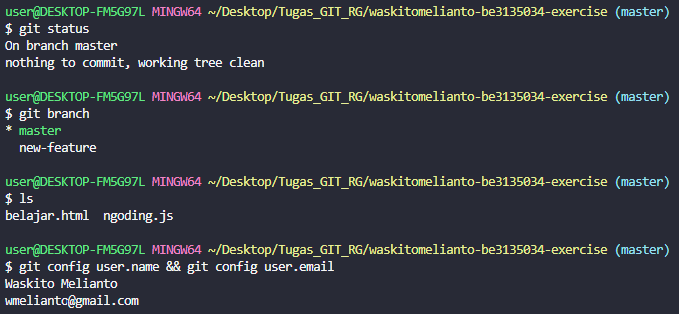 user@DESKTOP-FM5G97L MINGW64 ~/Desktop/Tugas_GIT_RG/waskitomelianto-be3135034-exercise (master)
$ git status
On branch master
nothing to commit, working tree clean
user@DESKTOP-FM5G97L MINGW64 ~/Desktop/Tugas_GIT_RG/waskitomelianto-be3135034-exercise (master)
$ git branch
* master
  new-feature
user@DESKTOP-FM5G97L MINGW64 ~/Desktop/Tugas_GIT_RG/waskitomelianto-be3135034-exercise (master)
$ ls
belajar.html  ngoding.js
user@DESKTOP-FM5G97L MINGW64 ~/Desktop/Tugas_GIT_RG/waskitomelianto-be3135034-exercise (master)
$ git config user.name && git config user.email
Waskito Melianto
wmeliantc@gmail.com